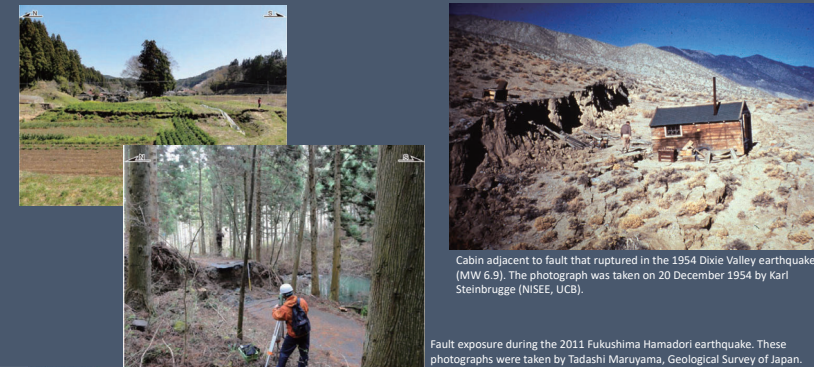 N
S
Cabin adjacent to fault that ruptured in the 1954 Dixie Valley earthquake
(MW 6.9). The photograph was taken on 20 December 1954 by Karl
Steinbrugge (NISEE, UCB).
Fault exposure during the 2011 Fukushima Hamadori earthquake. These
photographs were taken by Tadashi Maruyama, Geological Survey of Japan.